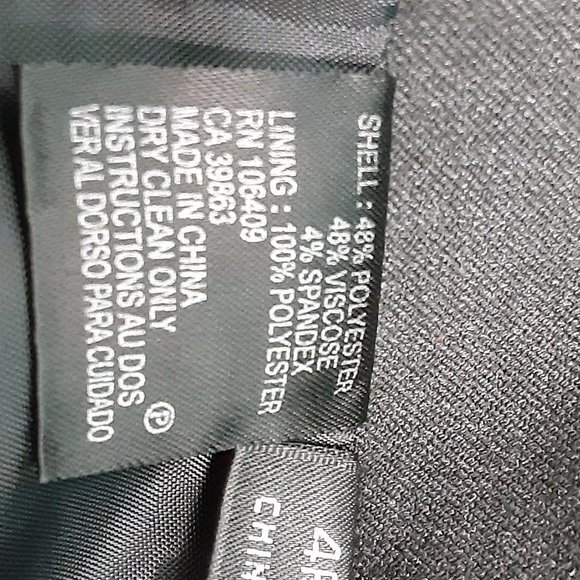 SHELL : 48% POLYESTER
48% VISCOSE
4% SPANDEX
LINING : 100% POLYESTER
RN 106409
CA 39863
MADE IN CHINA
DRY CLEAN ONLY
Ⓟ
INSTRUCTIONS AU DOS
VER AL DORSO PARA CUIDADO